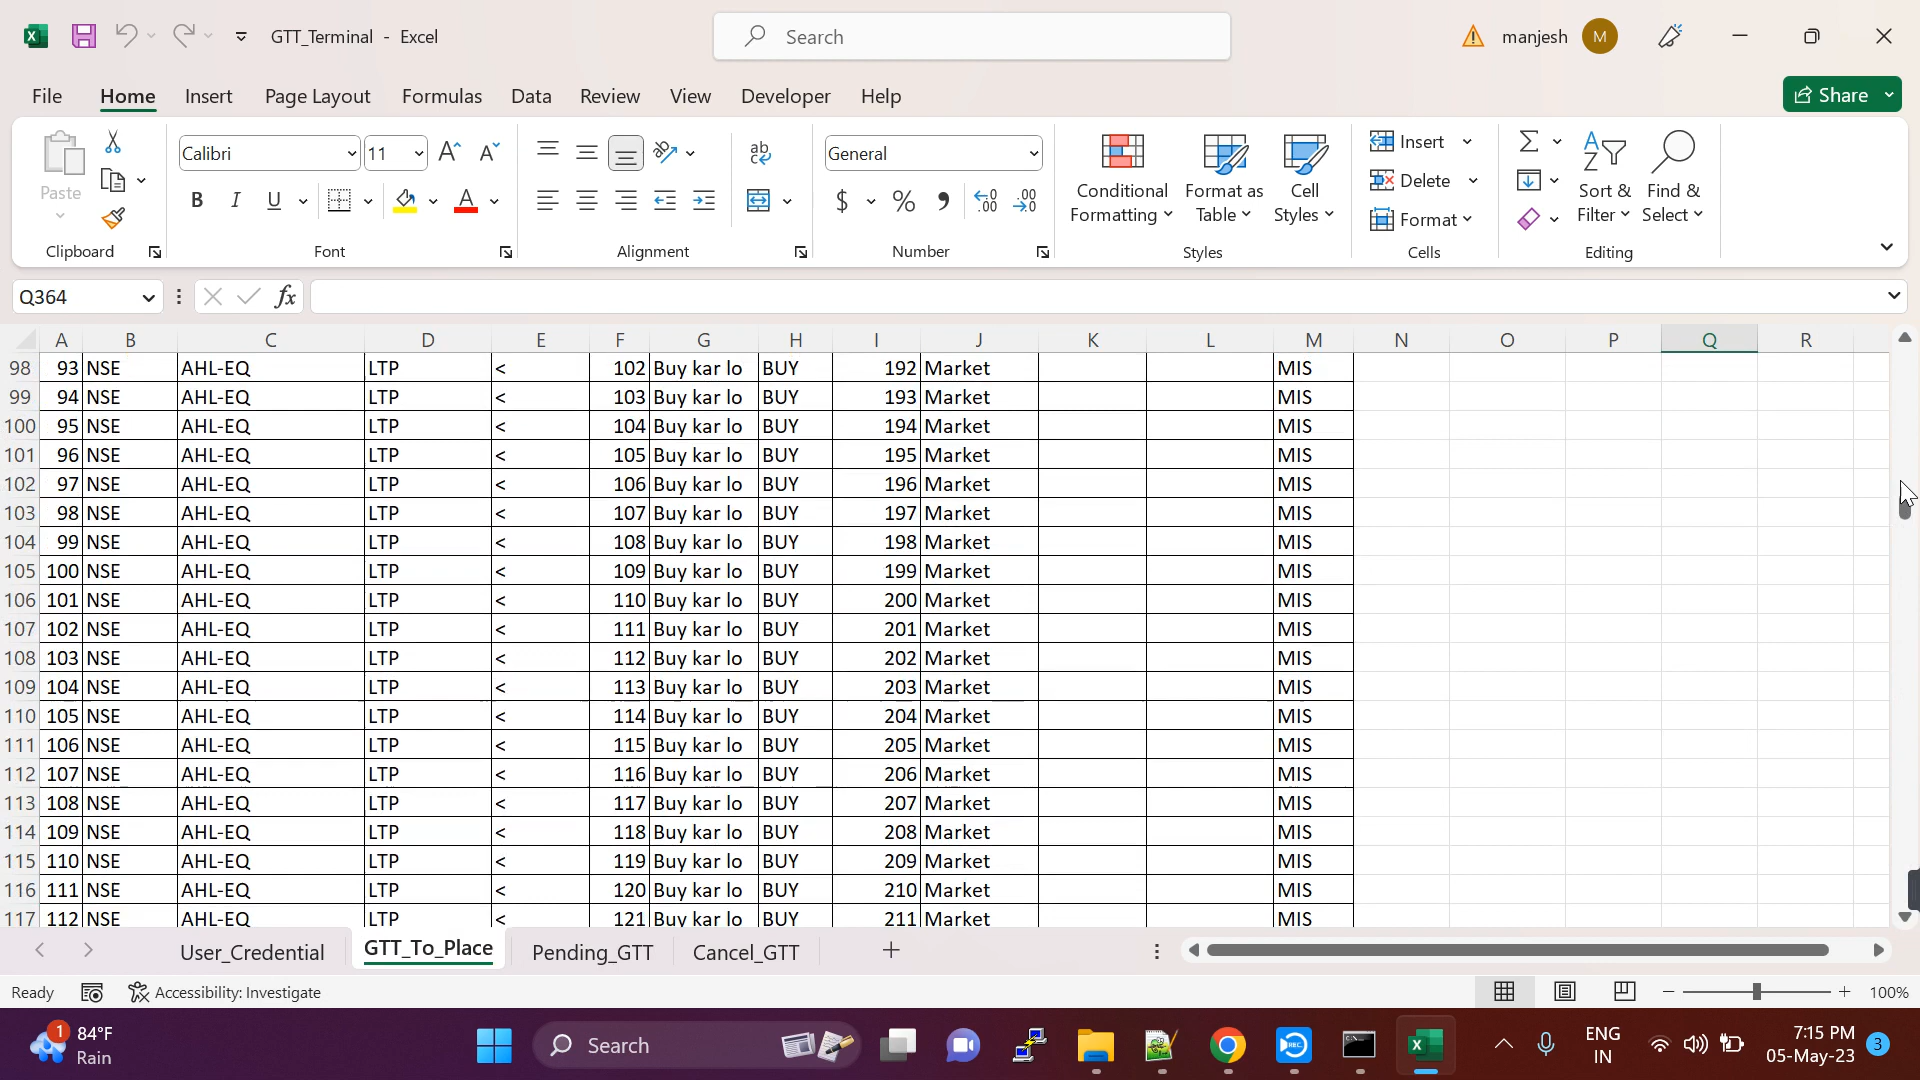 GTT_Terminal - Excel
Search
manjesh
M
File Home Insert Page Layout Formulas Data Review View Developer Help
Share
Paste
Clipboard
Calibri 11
B I U A
Font
ab
Alignment
General
$ % 9 .00
Number
Conditional Formatting
Format as Table
Cell Styles
Styles
Insert
Delete
Format
Cells
Sort & Filter
Find & Select
Editing
Q364 fx
A B C D E F G H I J K L M N O P Q R
98 93 NSE AHL-EQ LTP < 102 Buy kar lo BUY 192 Market MIS
99 94 NSE AHL-EQ LTP < 103 Buy kar lo BUY 193 Market MIS
100 95 NSE AHL-EQ LTP < 104 Buy kar lo BUY 194 Market MIS
101 96 NSE AHL-EQ LTP < 105 Buy kar lo BUY 195 Market MIS
102 97 NSE AHL-EQ LTP < 106 Buy kar lo BUY 196 Market MIS
103 98 NSE AHL-EQ LTP < 107 Buy kar lo BUY 197 Market MIS
104 99 NSE AHL-EQ LTP < 108 Buy kar lo BUY 198 Market MIS
105 100 NSE AHL-EQ LTP < 109 Buy kar lo BUY 199 Market MIS
106 101 NSE AHL-EQ LTP < 110 Buy kar lo BUY 200 Market MIS
107 102 NSE AHL-EQ LTP < 111 Buy kar lo BUY 201 Market MIS
108 103 NSE AHL-EQ LTP < 112 Buy kar lo BUY 202 Market MIS
109 104 NSE AHL-EQ LTP < 113 Buy kar lo BUY 203 Market MIS
110 105 NSE AHL-EQ LTP < 114 Buy kar lo BUY 204 Market MIS
111 106 NSE AHL-EQ LTP < 115 Buy kar lo BUY 205 Market MIS
112 107 NSE AHL-EQ LTP < 116 Buy kar lo BUY 206 Market MIS
113 108 NSE AHL-EQ LTP < 117 Buy kar lo BUY 207 Market MIS
114 109 NSE AHL-EQ LTP < 118 Buy kar lo BUY 208 Market MIS
115 110 NSE AHL-EQ LTP < 119 Buy kar lo BUY 209 Market MIS
116 111 NSE AHL-EQ LTP < 120 Buy kar lo BUY 210 Market MIS
117 112 NSE AHL-EQ LTP < 121 Buy kar lo BUY 211 Market MIS
User_Credential GTT_To_Place Pending_GTT Cancel_GTT
Ready Accessibility: Investigate 100%
1 84°F
Rain
Search
ENG
IN
7:15 PM
05-May-23
3